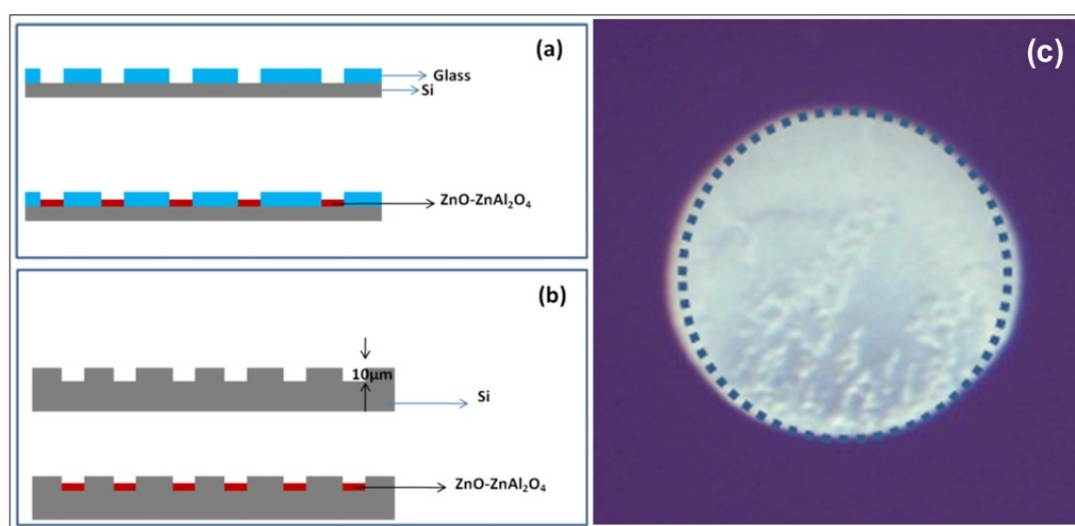 (a)
Glass
Si
ZnO-ZnAl₂O₄
(b)
10μm
Si
ZnO-ZnAl₂O₄
(c)